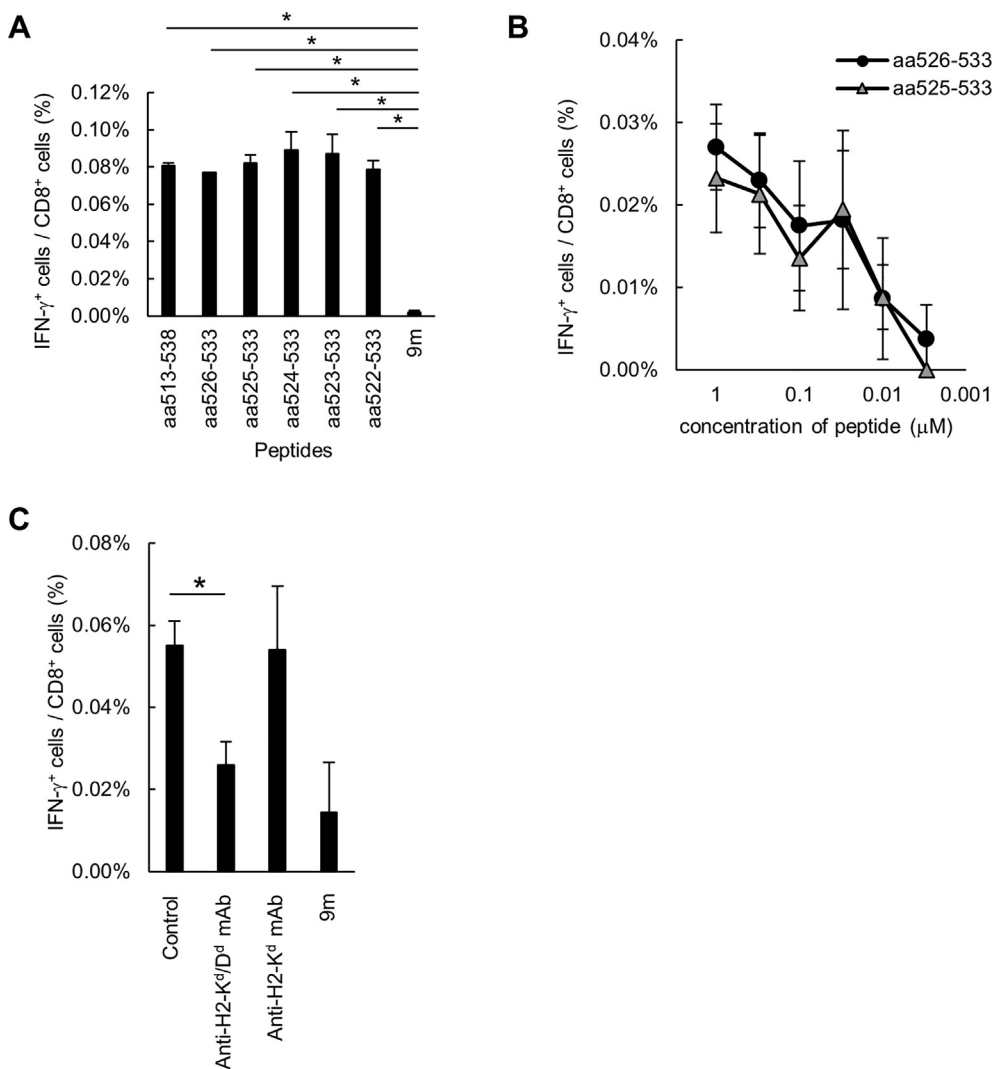 A
*
*
*
*
*
*
IFN-γ⁺ cells / CD8⁺ cells (%)
0.12%
0.10%
0.08%
0.06%
0.04%
0.02%
0.00%
aa513-538
aa526-533
aa525-533
aa524-533
aa523-533
aa522-533
9m
Peptides
B
IFN-γ⁺ cells / CD8⁺ cells (%)
0.04%
0.03%
0.02%
0.01%
0.00%
aa526-533
aa525-533
1 0.1 0.01 0.001
concentration of peptide (μM)
C
IFN-γ⁺ cells / CD8⁺ cells (%)
0.08%
0.06%
0.04%
0.02%
0.00%
*
Control
Anti-H2-Kᵈ/Dᵈ mAb
Anti-H2-Kᵈ mAb
9m